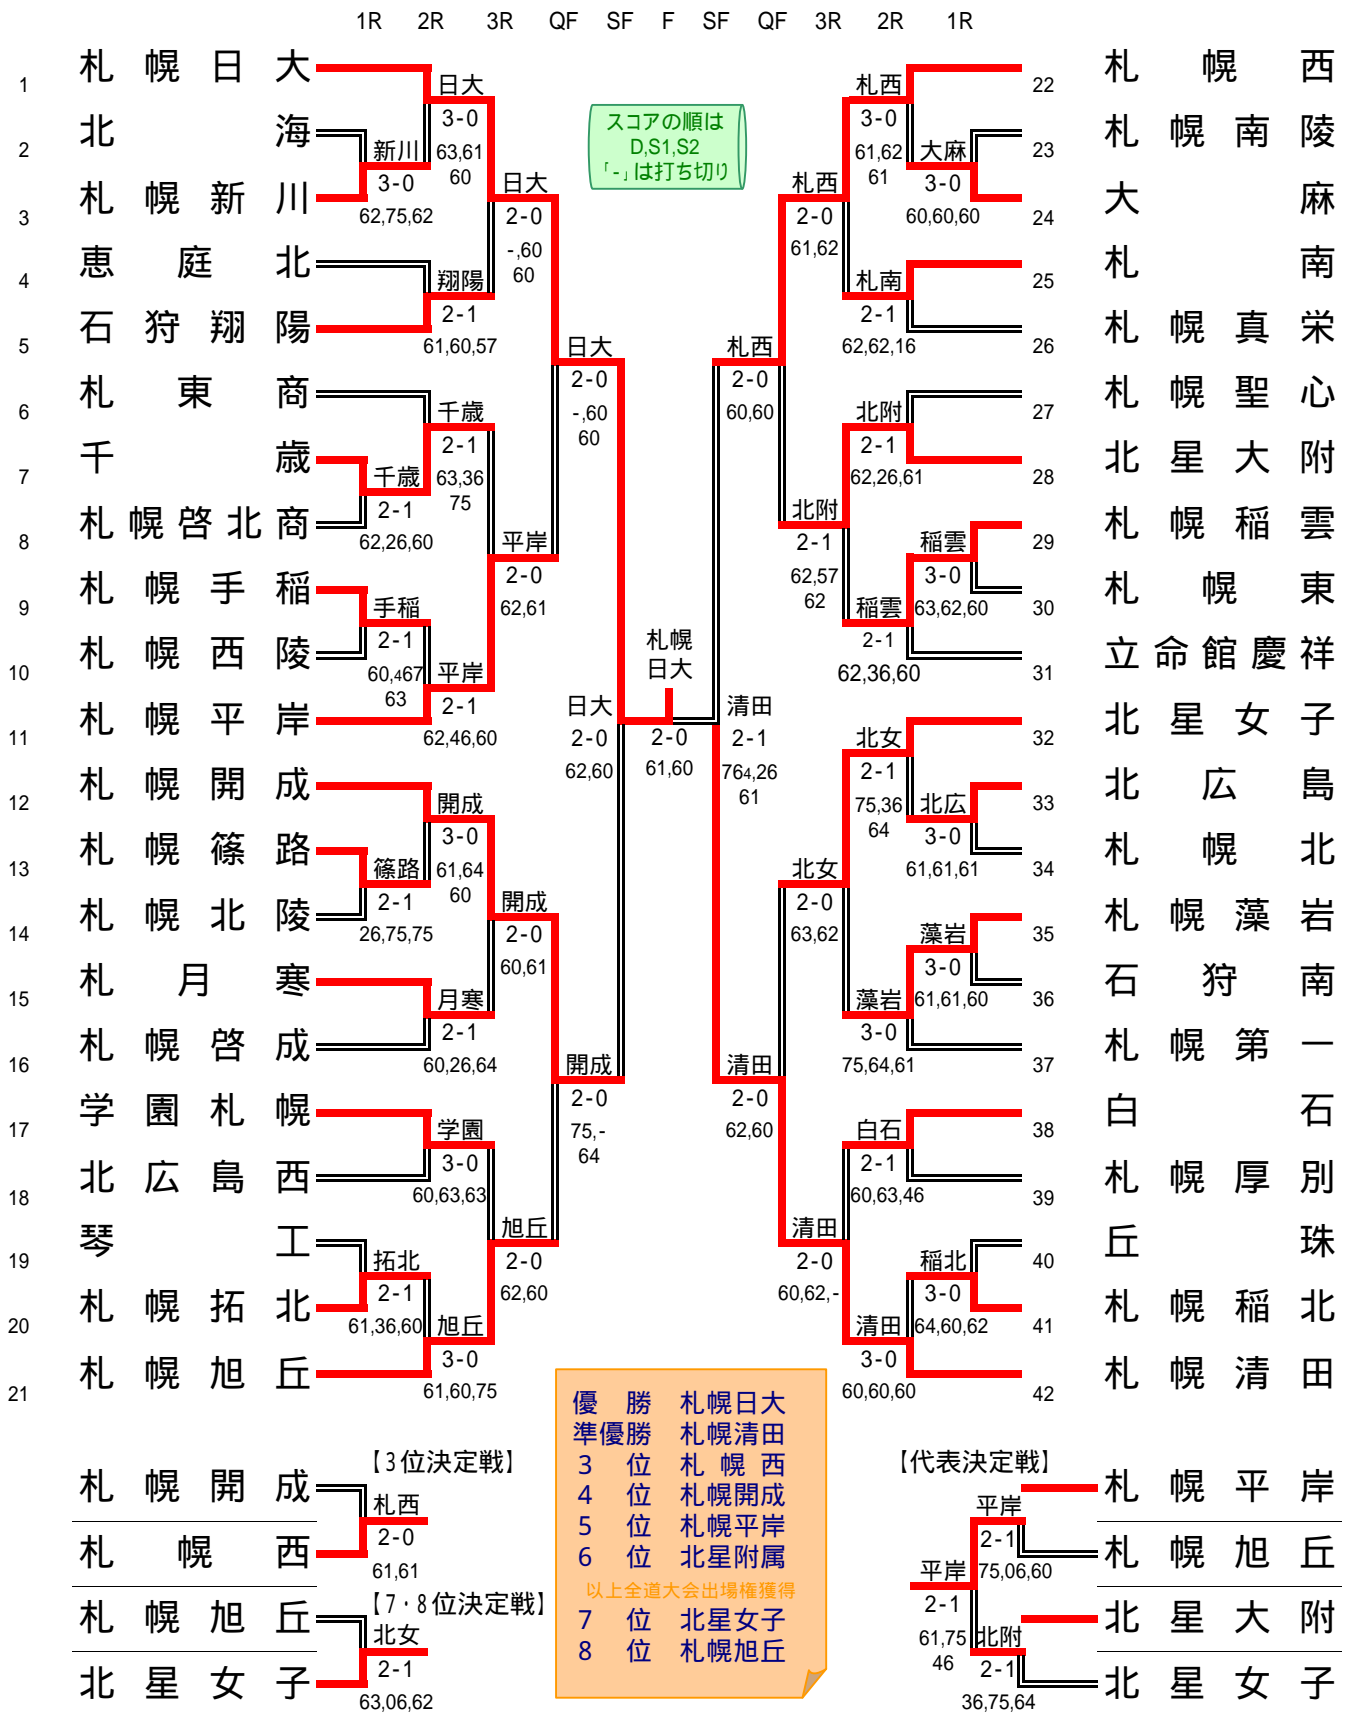 1R 2R 3R QF SF F SF QF 3R 2R 1R
スコアの順は
D,S1,S2
「-」は打ち切り
1 札幌日大
2 北海
3 札幌新川
4 恵庭北
5 石狩翔陽
6 札東商
7 千歳
8 札幌啓北商
9 札幌手稲
10 札幌西陵
11 札幌平岸
12 札幌開成
13 札幌篠路
14 札幌北陵
15 札月寒
16 札幌啓成
17 学園札幌
18 北広島西
19 琴工
20 札幌拓北
21 札幌旭丘
新川
3-0
62,75,62
千歳
2-1
62,26,60
手稲
2-1
60,467
63
篠路
2-1
26,75,75
拓北
2-1
61,36,60
日大
3-0
63,61
60
翔陽
2-1
61,60,57
千歳
2-1
63,36
75
平岸
2-1
62,46,60
開成
3-0
61,64
60
月寒
2-1
60,26,64
学園
3-0
60,63,63
旭丘
3-0
61,60,75
日大
2-0
-,60
60
平岸
2-0
62,61
開成
2-0
60,61
旭丘
2-0
62,60
日大
2-0
-,60
60
開成
2-0
75,-
64
日大
2-0
62,60
札幌
日大
2-0
61,60
清田
2-1
764,26
61
札西
2-0
60,60
清田
2-0
62,60
札西
2-0
61,62
北附
2-1
62,57
62
北女
2-0
63,62
清田
2-0
60,62,-
札西
3-0
61,62
61
札南
2-1
62,62,16
北附
2-1
62,26,61
稲雲
2-1
62,36,60
北女
2-1
75,36
64
藻岩
3-0
75,64,61
白石
2-1
60,63,46
清田
3-0
60,60,60
大麻
3-0
60,60,60
稲雲
3-0
63,62,60
北広
3-0
61,61,61
藻岩
3-0
61,61,60
稲北
3-0
64,60,62
22 札幌西
23 札幌南陵
24 大麻
25 札南
26 札幌真栄
27 札幌聖心
28 北星大附
29 札幌稲雲
30 札幌東
31 立命館慶祥
32 北星女子
33 北広島
34 札幌北
35 札幌藻岩
36 石狩南
37 札幌第一
38 白石
39 札幌厚別
40 丘珠
41 札幌稲北
42 札幌清田
【3位決定戦】
札幌開成
札幌西
札西
2-0
61,61
【7・8位決定戦】
札幌旭丘
北星女子
北女
2-1
63,06,62
優勝 札幌日大
準優勝 札幌清田
3位 札幌西
4位 札幌開成
5位 札幌平岸
6位 北星附属
以上全道大会出場権獲得
7位 北星女子
8位 札幌旭丘
【代表決定戦】
札幌平岸
札幌旭丘
北星大附
北星女子
平岸
2-1
75,06,60
北附
2-1
36,75,64
平岸
2-1
61,75
46